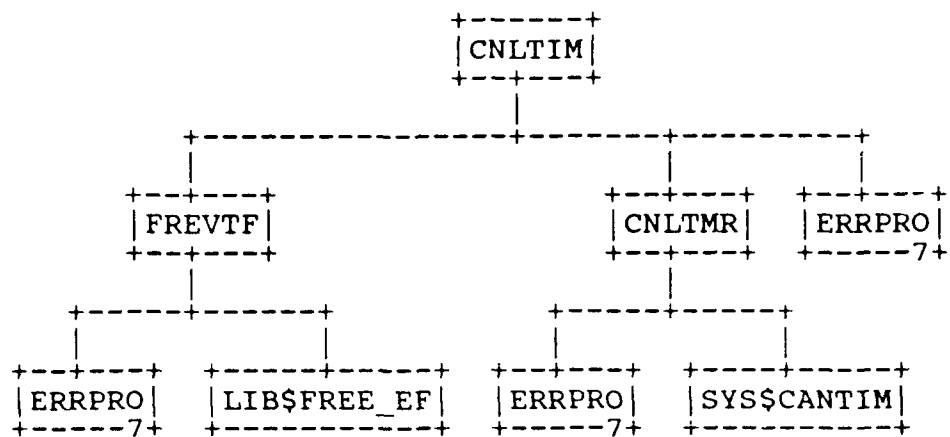 CNLTIM
FREVTF CNLTMR ERRPRO
7
ERRPRO LIB$FREE_EF ERRPRO SYS$CANTIM
7 7